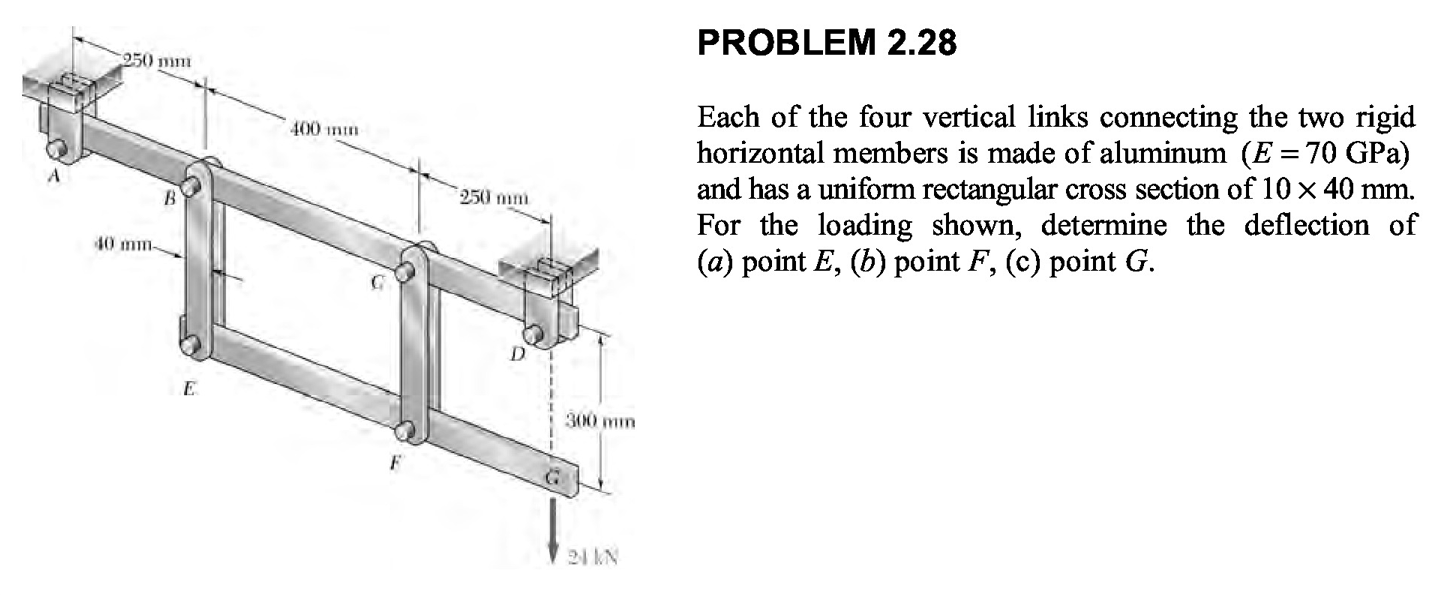 PROBLEM 2.28
Each of the four vertical links connecting the two rigid
horizontal members is made of aluminum (E = 70 GPa)
and has a uniform rectangular cross section of 10 × 40 mm.
For the loading shown, determine the deflection of
(a) point E, (b) point F, (c) point G.
250 mm
400 mm
250 mm
A
B
40 mm
C
D
E
300 mm
F
G
24 kN